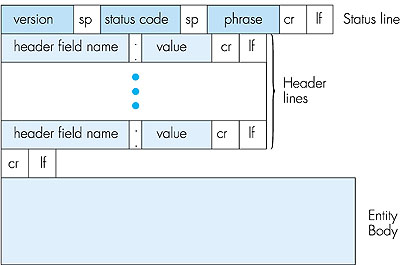 version sp status code sp phrase cr lf Status line
header field name : value cr lf
Header
lines
header field name : value cr lf
cr lf
Entity
Body